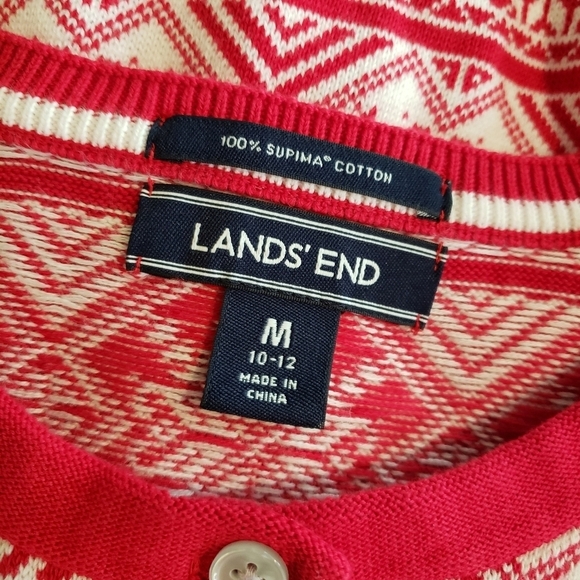 100% SUPIMA® COTTON
LANDS' END
M
10-12
MADE IN
CHINA